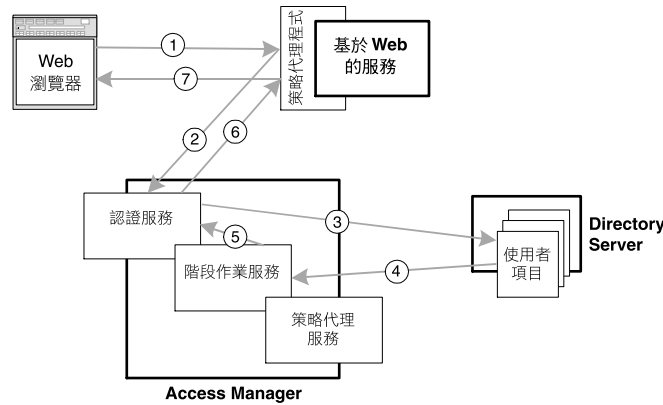 Web
瀏覽器
1
7
策略代理程式
基於 Web
的服務
2
6
認證服務
3
5
階段作業服務
4
策略代理
服務
使用者
項目
Directory
Server
Access Manager